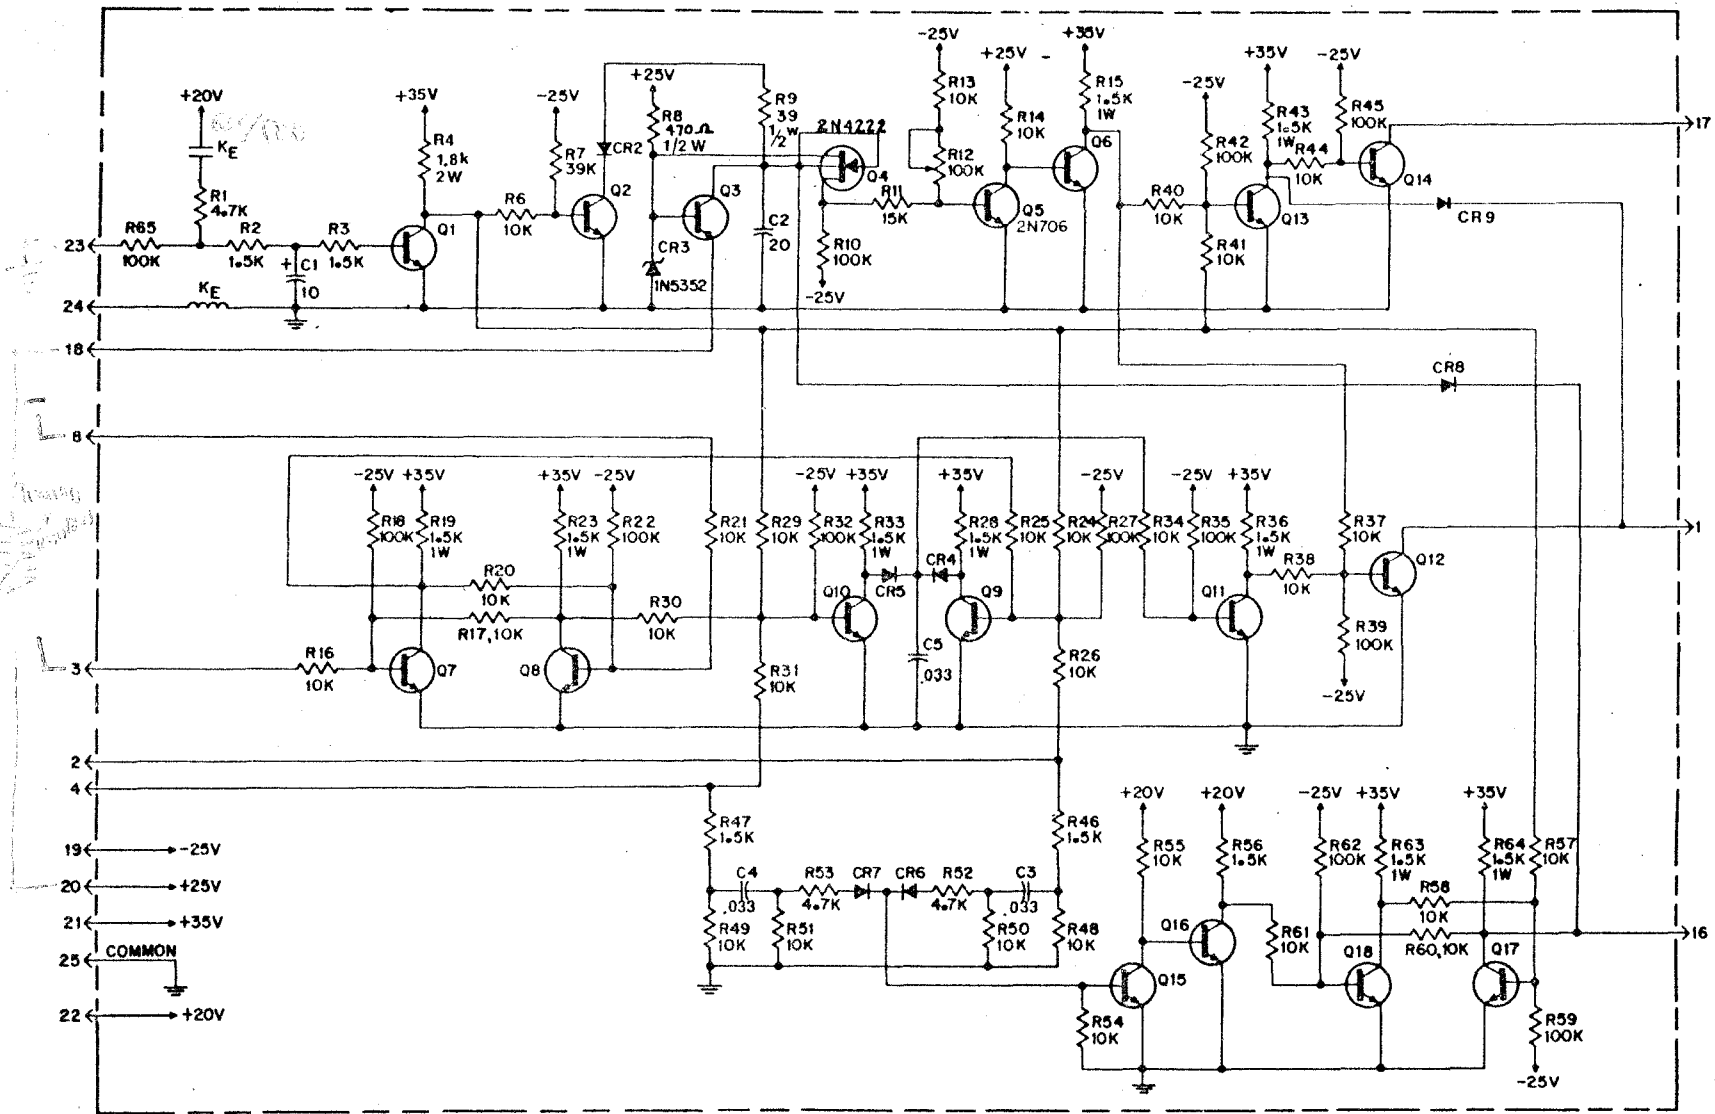 -25V
+35V
+25V
+35V
-25V
+20V
+35V
-25V
+25V
-25V
R13
10K
R15
1.5K
1W
R43
1.5K
1W
R45
100K
17
KE
R4
1.8K
2W
R7
39K
CR2
R8
470Ω
1/2 W
R9
39
1/2 W
2N4222
Q4
R12
100K
R14
10K
Q6
R42
100K
R44
10K
Q14
R1
4.7K
R6
10K
Q2
Q3
R11
15K
Q5
2N706
R40
10K
Q13
CR9
23
R65
100K
R2
1.5K
R3
1.5K
Q1
+ C1
10
CR3
1N5352
C2
20
R10
100K
-25V
R41
10K
24
KE
18
CR8
8
-25V +35V
+35V -25V
-25V +35V
+35V
-25V
-25V
+35V
R18
100K
R19
1.5K
1W
R23
1.5K
1W
R22
100K
R21
10K
R29
10K
R32
100K
R33
1.5K
1W
R28
1.5K
1W
R25
10K
R24
10K
R27
100K
R34
10K
R35
100K
R36
1.5K
1W
R37
10K
1
R20
10K
R17,10K
R30
10K
Q10
CR5
CR4
Q9
Q11
R38
10K
Q12
3
R16
10K
Q7
Q8
R31
10K
C5
.033
R26
10K
R39
100K
-25V
2
4
+20V
+20V
-25V
+35V
+35V
R47
1.5K
R46
1.5K
R55
10K
R56
1.5K
R62
100K
R63
1.5K
1W
R64
1.5K
1W
R57
10K
19
-25V
20
+25V
21
+35V
25
COMMON
22
+20V
C4
.033
R53
4.7K
CR7
CR6
R52
4.7K
C3
.033
R58
10K
R49
10K
R51
10K
R50
10K
R48
10K
Q16
R61
10K
R60,10K
16
Q18
Q17
Q15
R54
10K
R59
100K
-25V